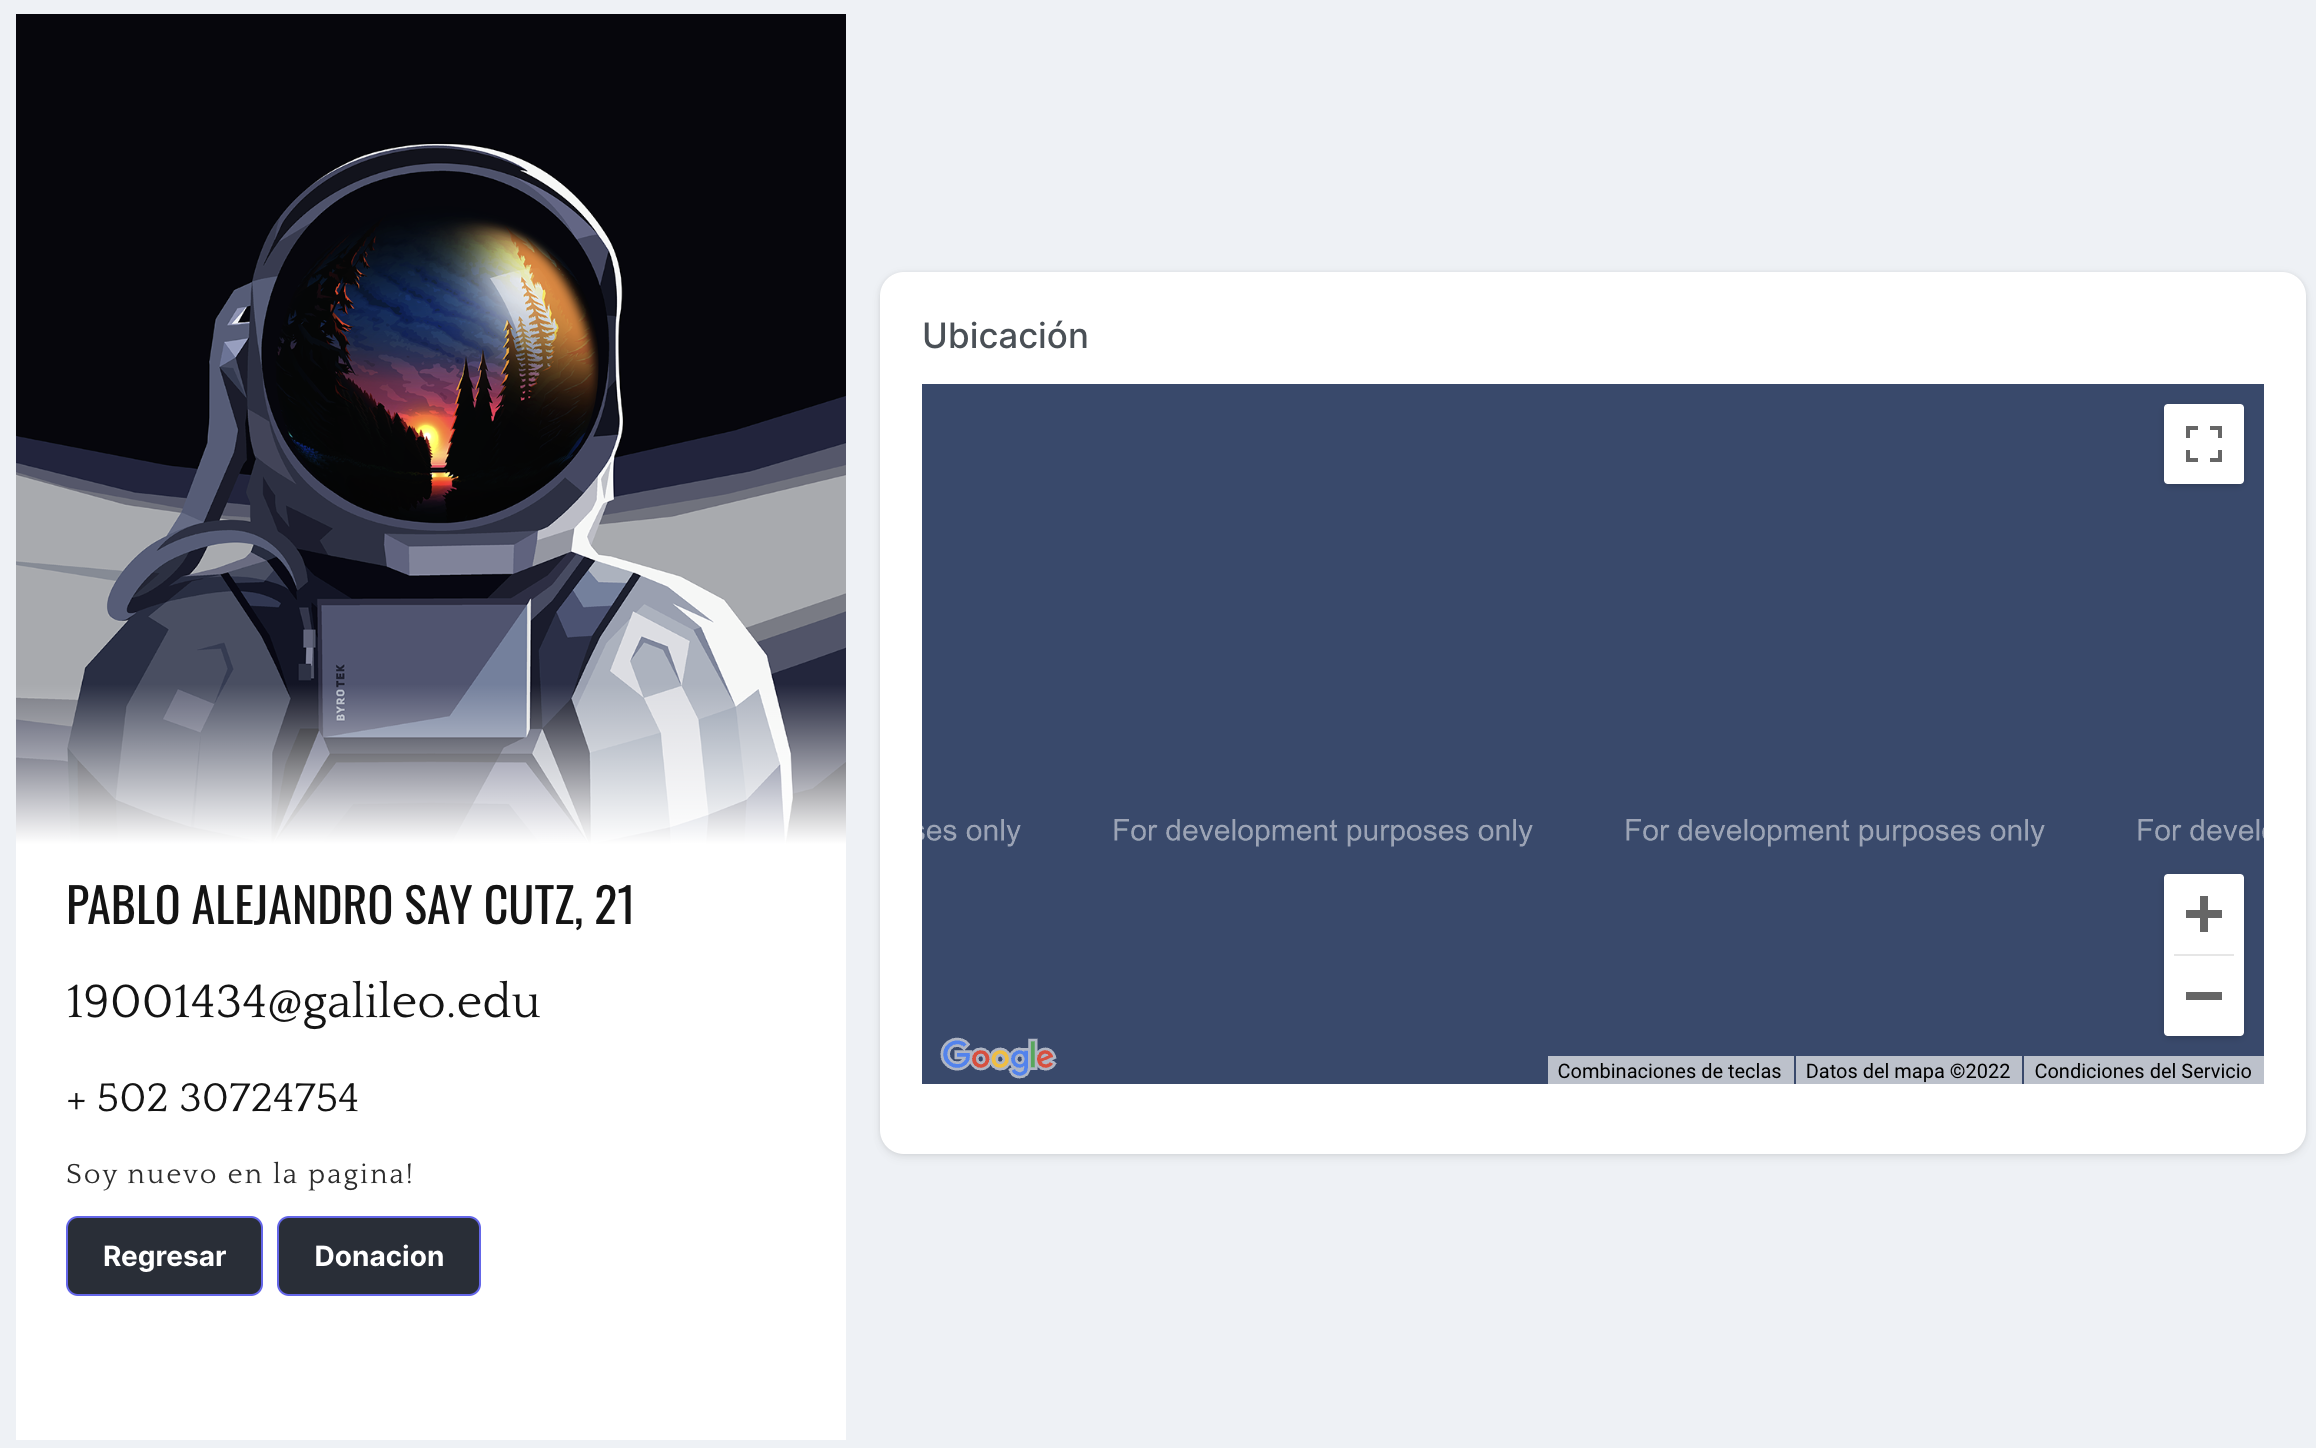 BYROTEK
PABLO ALEJANDRO SAY CUTZ, 21
19001434@galileo.edu
+ 502 30724754
Soy nuevo en la pagina!
Regresar Donacion
Ubicación
ses only For development purposes only For development purposes only For devel
Google
Combinaciones de teclas Datos del mapa ©2022 Condiciones del Servicio